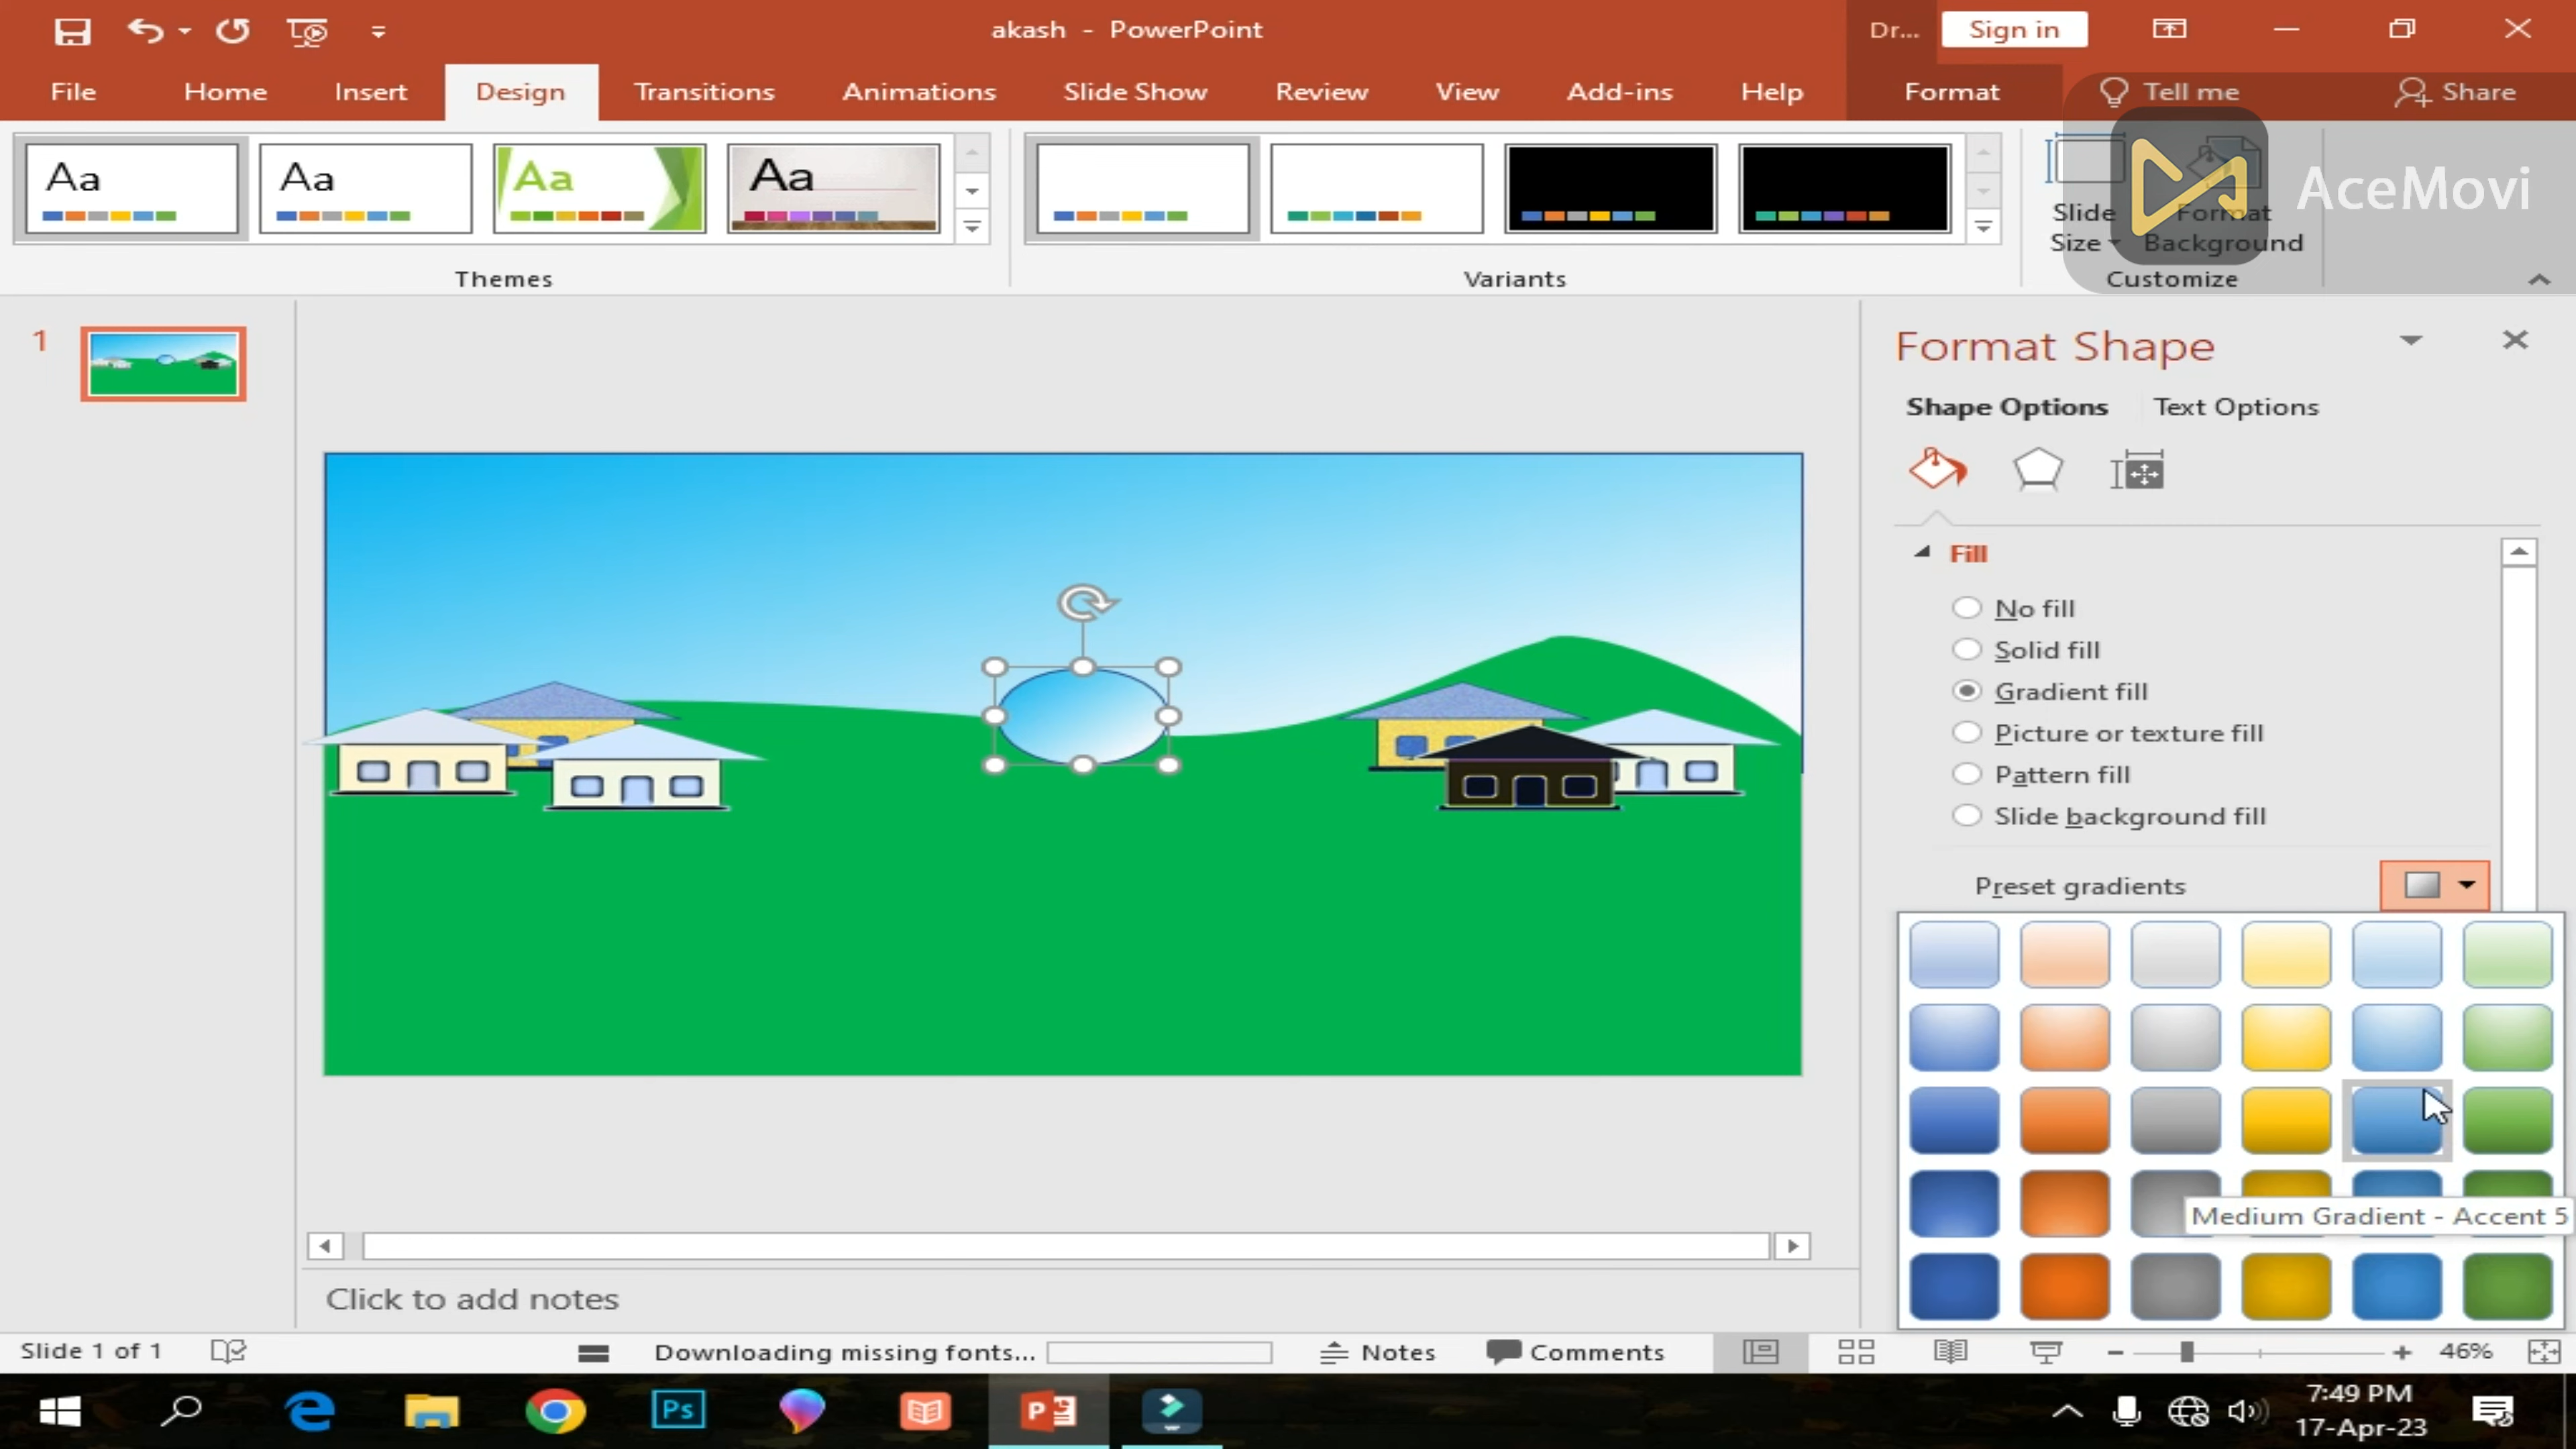 akash - PowerPoint
Dr...
Sign in
File
Home
Insert
Design
Transitions
Animations
Slide Show
Review
View
Add-ins
Help
Format
Tell me
Share
Aa
Aa
Aa
Aa
AceMovi
Slide
Size
Format
Background
Themes
Variants
Customize
1
Format Shape
Shape Options
Text Options
Fill
No fill
Solid fill
Gradient fill
Picture or texture fill
Pattern fill
Slide background fill
Preset gradients
Medium Gradient - Accent 5
Click to add notes
Slide 1 of 1
Downloading missing fonts...
Notes
Comments
46%
Ps
P
7:49 PM
17-Apr-23